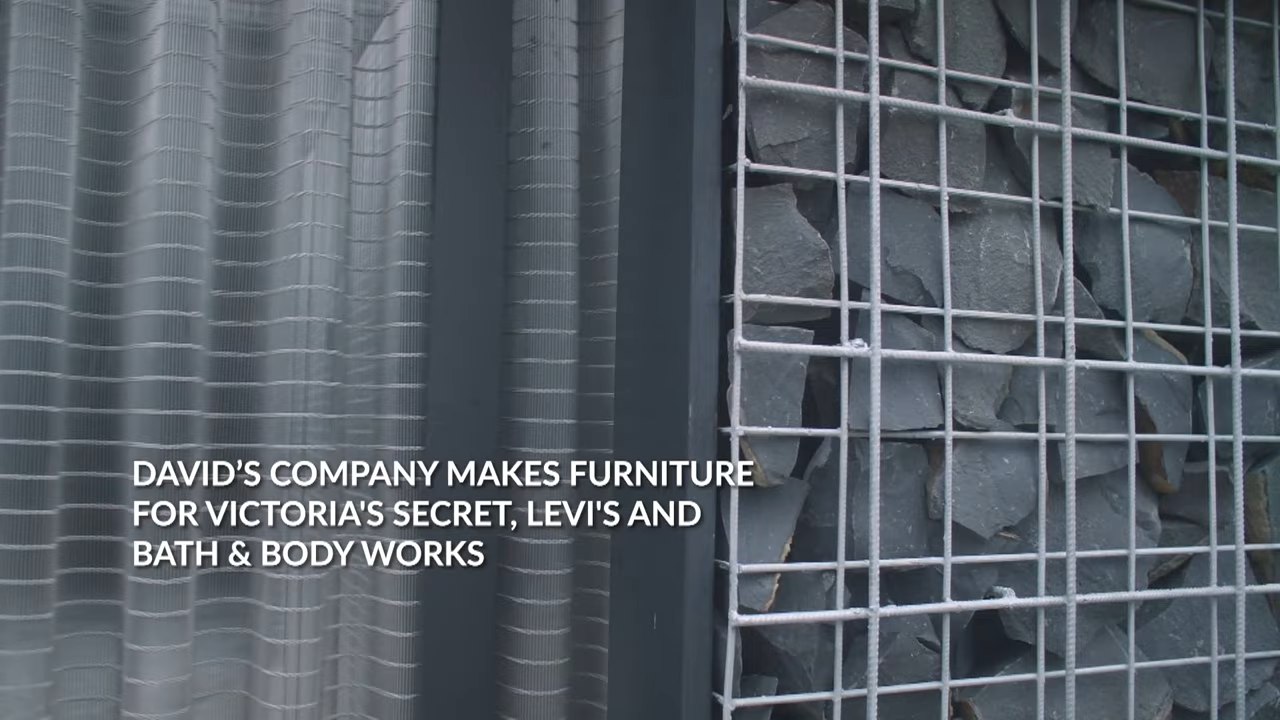 DAVID’S COMPANY MAKES FURNITURE
FOR VICTORIA'S SECRET, LEVI'S AND
BATH & BODY WORKS